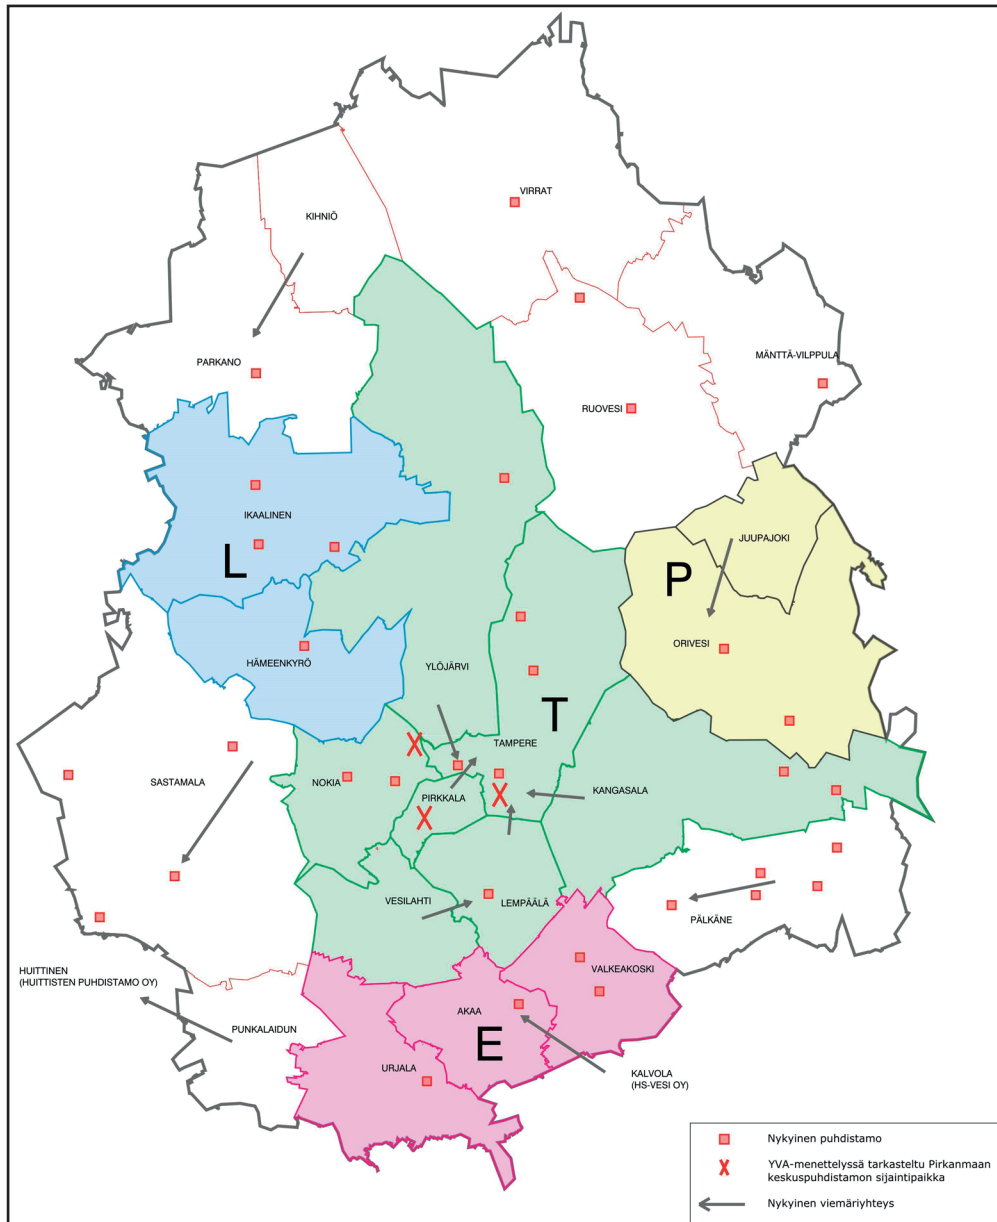 VIRRAT
KIHNIÖ
MÄNTTÄ-VILPPULA
PARKANO
RUOVESI
IKAALINEN
JUUPAJOKI
L
P
ORIVESI
HÄMEENKYRÖ
YLÖJÄRVI
T
TAMPERE
SASTAMALA
NOKIA
KANGASALA
PIRKKALA
VESILAHTI
LEMPÄÄLÄ
PÄLKÄNE
HUITTINEN
(HUITTISTEN PUHDISTAMO OY)
VALKEAKOSKI
AKAA
PUNKALAIDUN
E
URJALA
KALVOLA
(HS-VESI OY)
Nykyinen puhdistamo
YVA-menettelyssä tarkasteltu Pirkanmaan
keskuspuhdistamon sijaintipaikka
Nykyinen viemäriyhteys